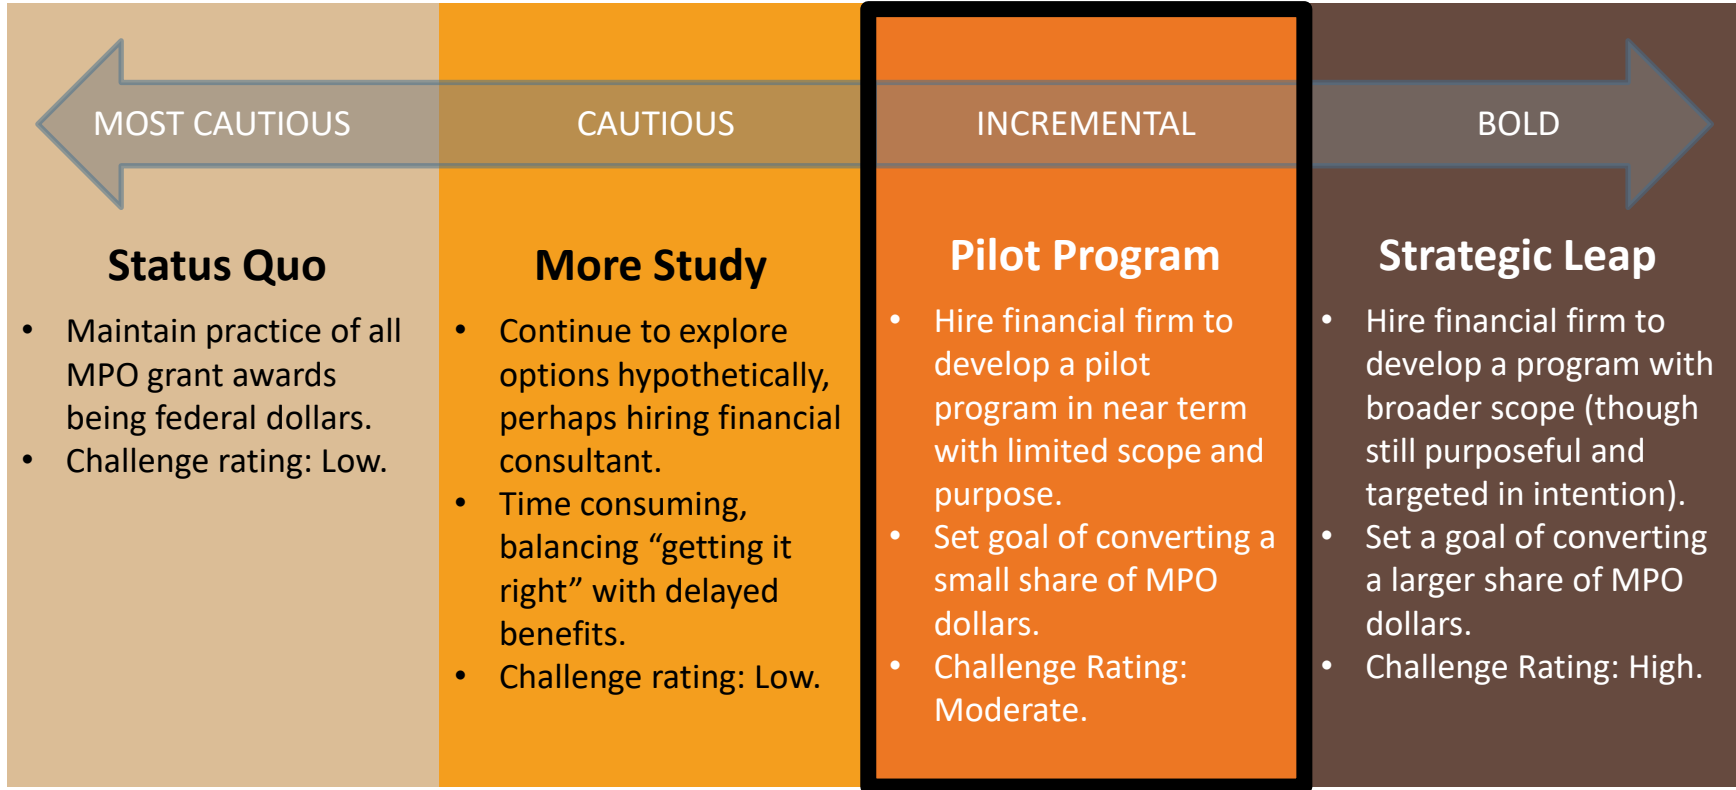 MOST CAUTIOUS
CAUTIOUS
INCREMENTAL
BOLD
Status Quo
• Maintain practice of all
MPO grant awards
being federal dollars.
• Challenge rating: Low.
More Study
• Continue to explore
options hypothetically,
perhaps hiring financial
consultant.
• Time consuming,
balancing “getting it
right” with delayed
benefits.
• Challenge rating: Low.
Pilot Program
• Hire financial firm to
develop a pilot
program in near term
with limited scope and
purpose.
• Set goal of converting a
small share of MPO
dollars.
• Challenge Rating:
Moderate.
Strategic Leap
• Hire financial firm to
develop a program with
broader scope (though
still purposeful and
targeted in intention).
• Set a goal of converting
a larger share of MPO
dollars.
• Challenge Rating: High.